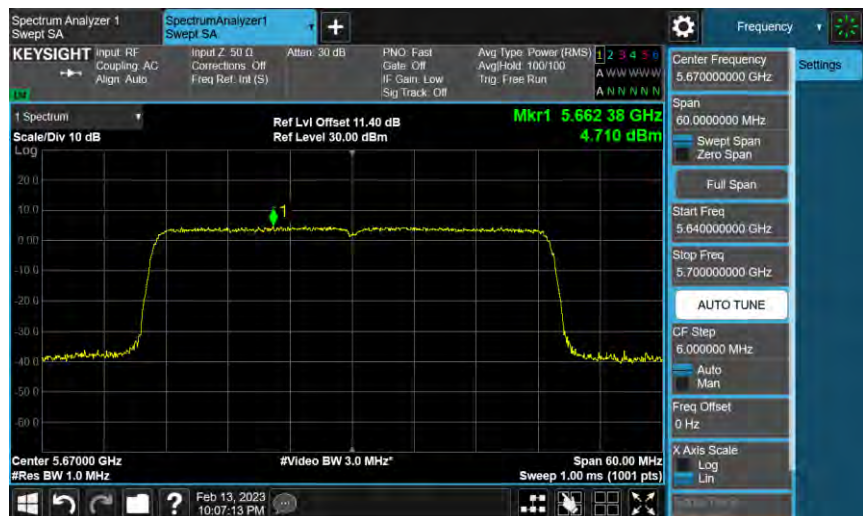 Spectrum Analyzer 1
Swept SA
SpectrumAnalyzer1
Swept SA
+
Frequency
KEYSIGHT
Input: RF
Coupling: AC
Align: Auto
Input Z: 50 Ω
Corrections: Off
Freq Ref: Int (S)
Atten: 30 dB
PNO: Fast
Gate: Off
IF Gain: Low
Sig Track: Off
Avg Type: Power (RMS)
Avg|Hold: 100/100
Trig: Free Run
1 2 3 4 5 6
A W W W W W
A N N N N N
1 Spectrum
Scale/Div 10 dB
Log
Ref Lvl Offset 11.40 dB
Ref Level 30.00 dBm
Mkr1 5.662 38 GHz
4.710 dBm
20.0
10.0
0.00
-10.0
-20.0
-30.0
-40.0
-50.0
-60.0
1
Center 5.67000 GHz
#Res BW 1.0 MHz
#Video BW 3.0 MHz*
Span 60.00 MHz
Sweep 1.00 ms (1001 pts)
Feb 13, 2023
10:07:13 PM
?
Center Frequency
5.670000000 GHz
Settings
Span
60.0000000 MHz
Swept Span
Zero Span
Full Span
Start Freq
5.640000000 GHz
Stop Freq
5.700000000 GHz
AUTO TUNE
CF Step
6.000000 MHz
Auto
Man
Freq Offset
0 Hz
X Axis Scale
Log
Lin